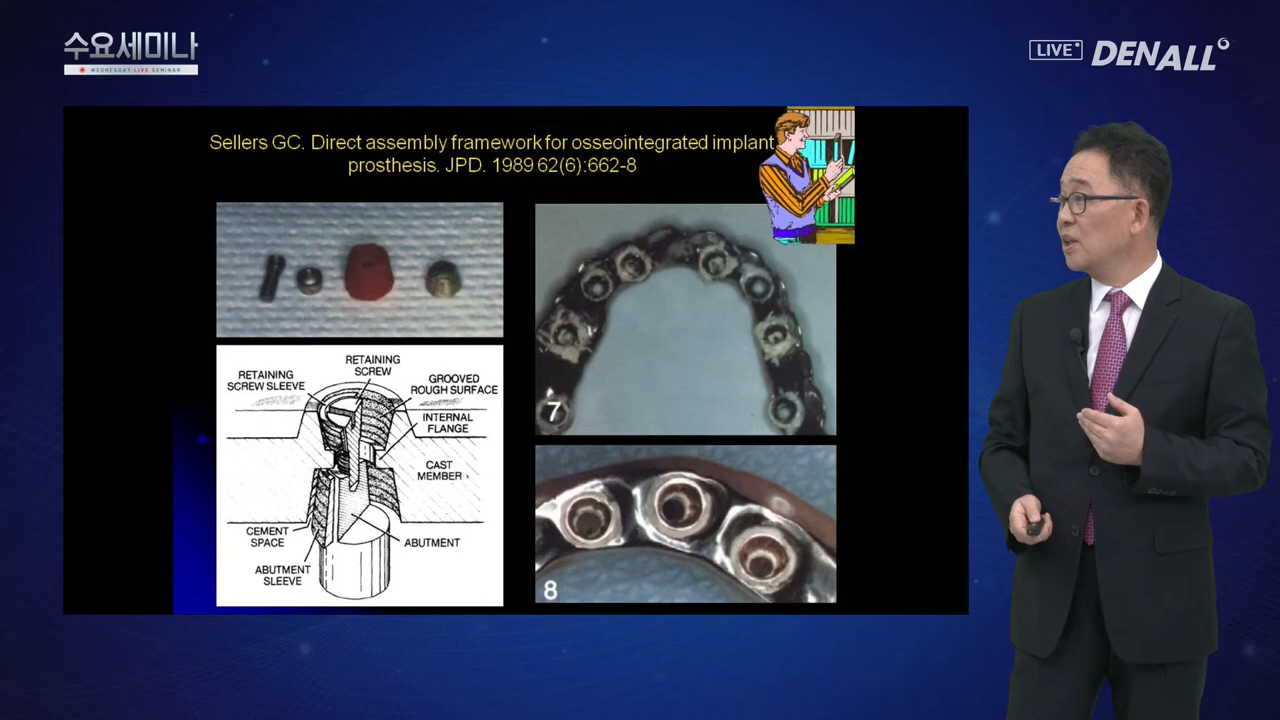 수요세미나
WEDNESDAY LIVE SEMINAR
LIVE
DENALL
Sellers GC. Direct assembly framework for osseointegrated implant
prosthesis. JPD. 1989 62(6):662-8
RETAINING
SCREW
RETAINING
SCREW SLEEVE
GROOVED
ROUGH SURFACE
INTERNAL
FLANGE
CAST
MEMBER
CEMENT
SPACE
ABUTMENT
ABUTMENT
SLEEVE
7
8